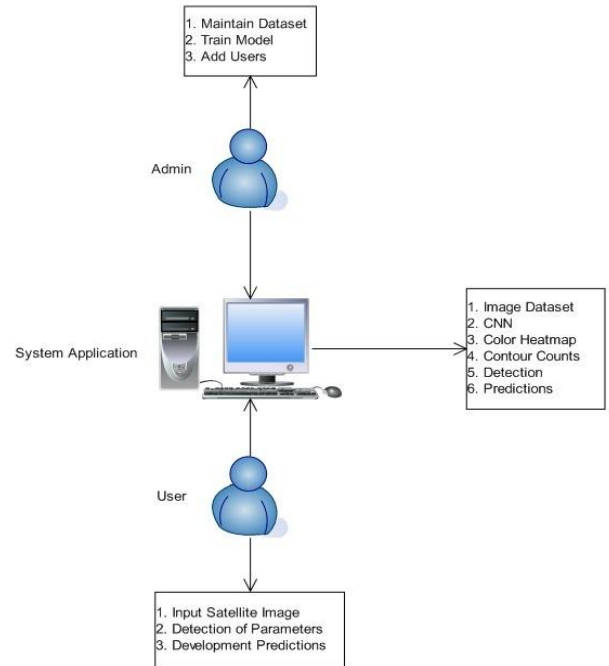 1. Maintain Dataset
2. Train Model
3. Add Users
Admin
System Application
1. Image Dataset
2. CNN
3. Color Heatmap
4. Contour Counts
5. Detection
6. Predictions
User
1. Input Satellite Image
2. Detection of Parameters
3. Development Predictions